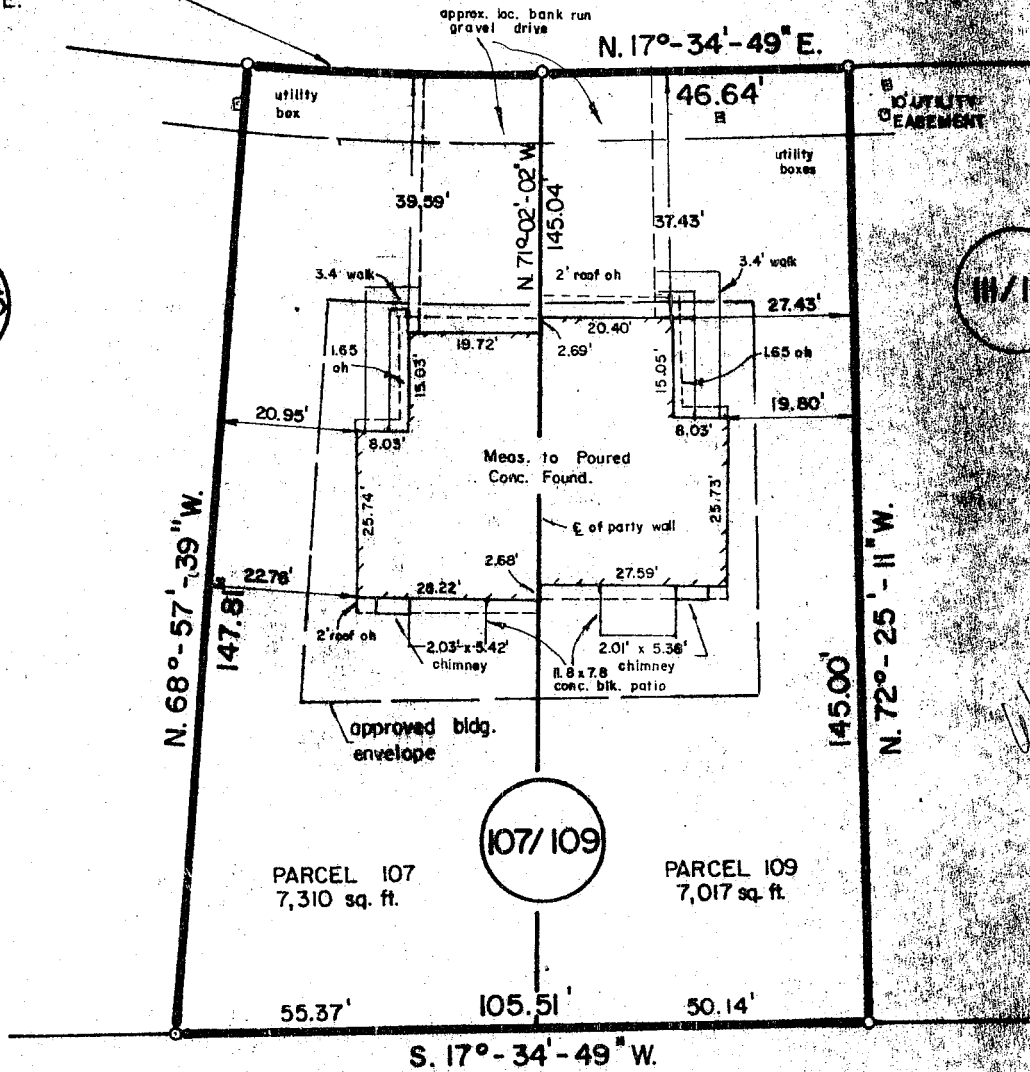 E.
approx. loc. bank run
gravel drive
N. 17°-34'-49" E.
46.64'
utility
box
10' UTILITY
EASEMENT
utility
boxes
39.59'
N. 71°-02'-02" W.
145.04'
37.43'
3.4' walk
2' roof oh
3.4' walk
27.43'
19.72'
20.40'
2.69'
1.65
oh
15.03'
15.05'
1.65 oh
20.95'
19.80'
8.03'
8.03'
Meas. to Poured
Conc. Found.
25.74'
25.73'
℄ of party wall
N. 68°-57'-39" W.
147.81'
22.76'
2.68'
28.22'
27.59'
2' roof oh
2.03' x 5.42'
chimney
2.01' x 5.36'
chimney
11.8 x 7.8
conc. blk. patio
145.00'
N. 72°-25'-11" W.
approved bldg.
envelope
107/109
PARCEL 107
7,310 sq. ft.
PARCEL 109
7,017 sq. ft.
55.37'
105.51'
50.14'
S. 17°-34'-49" W.